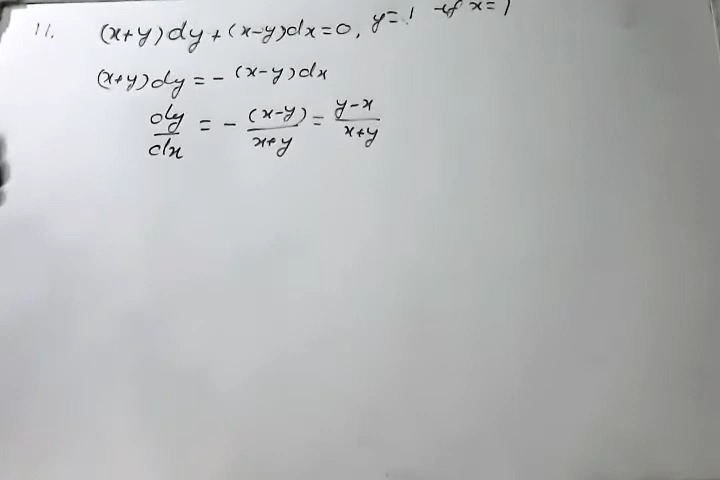 11. (x+y)dy+(x-y)dx=0, y=1 if x=1
(x+y)dy = -(x-y)dx
dy/dx = -(x-y)/x+y = y-x/x+y